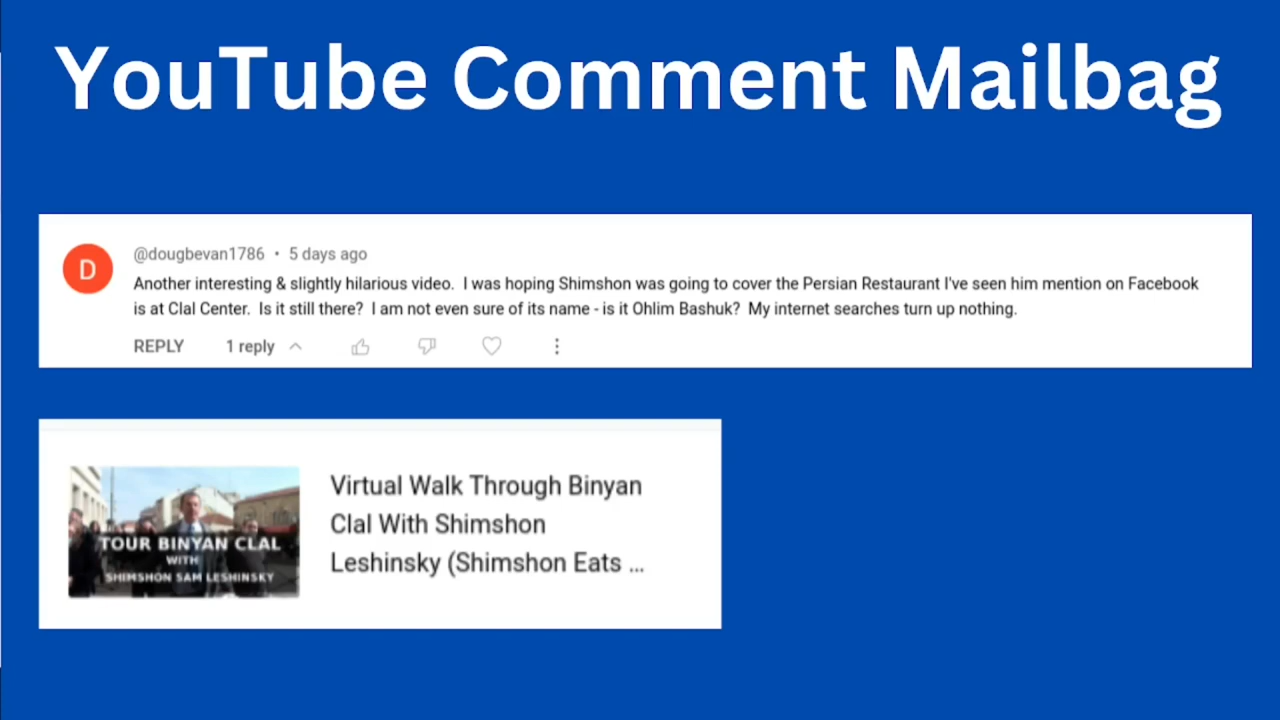 YouTube Comment Mailbag
D
@dougbevan1786 • 5 days ago
Another interesting & slightly hilarious video. I was hoping Shimshon was going to cover the Persian Restaurant I've seen him mention on Facebook
is at Clal Center. Is it still there? I am not even sure of its name - is it Ohlim Bashuk? My internet searches turn up nothing.
REPLY 1 reply
TOUR BINYAN CLAL
WITH
SHIMSHON SAM LESHINSKY
Virtual Walk Through Binyan
Clal With Shimshon
Leshinsky (Shimshon Eats ...